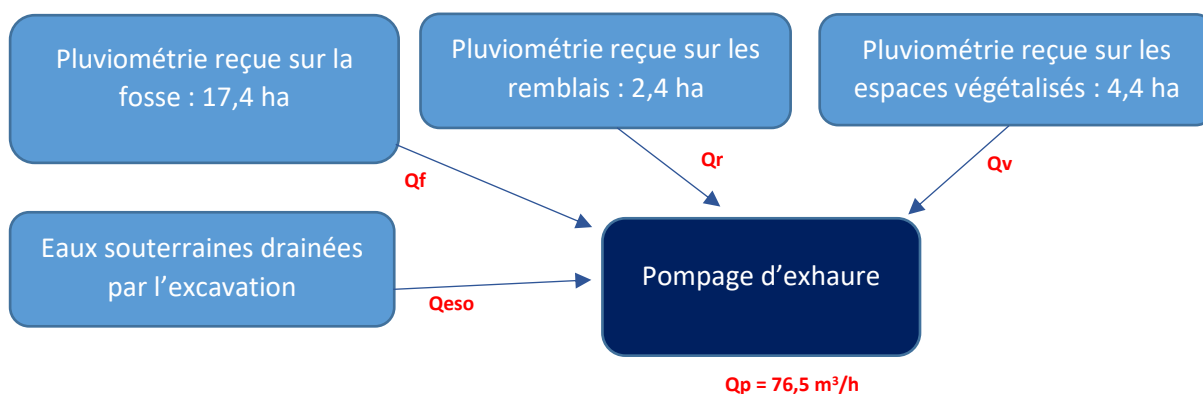 Pluviométrie reçue sur la
fosse : 17,4 ha
Pluviométrie reçue sur les
remblais : 2,4 ha
Pluviométrie reçue sur les
espaces végétalisés : 4,4 ha
Qf
Qr
Qv
Eaux souterraines drainées
par l’excavation
Qeso
Pompage d’exhaure
Qp = 76,5 m³/h